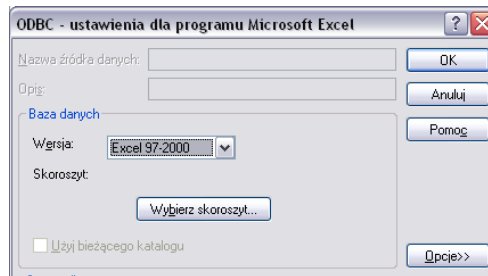 ODBC - ustawienia dla programu Microsoft Excel
Nazwa źródła danych:
OK
Opis:
Anuluj
Baza danych
Pomoc
Wersja:
Excel 97-2000
Skoroszyt:
Wybierz skoroszyt...
Użyj bieżącego katalogu
Opcje>>